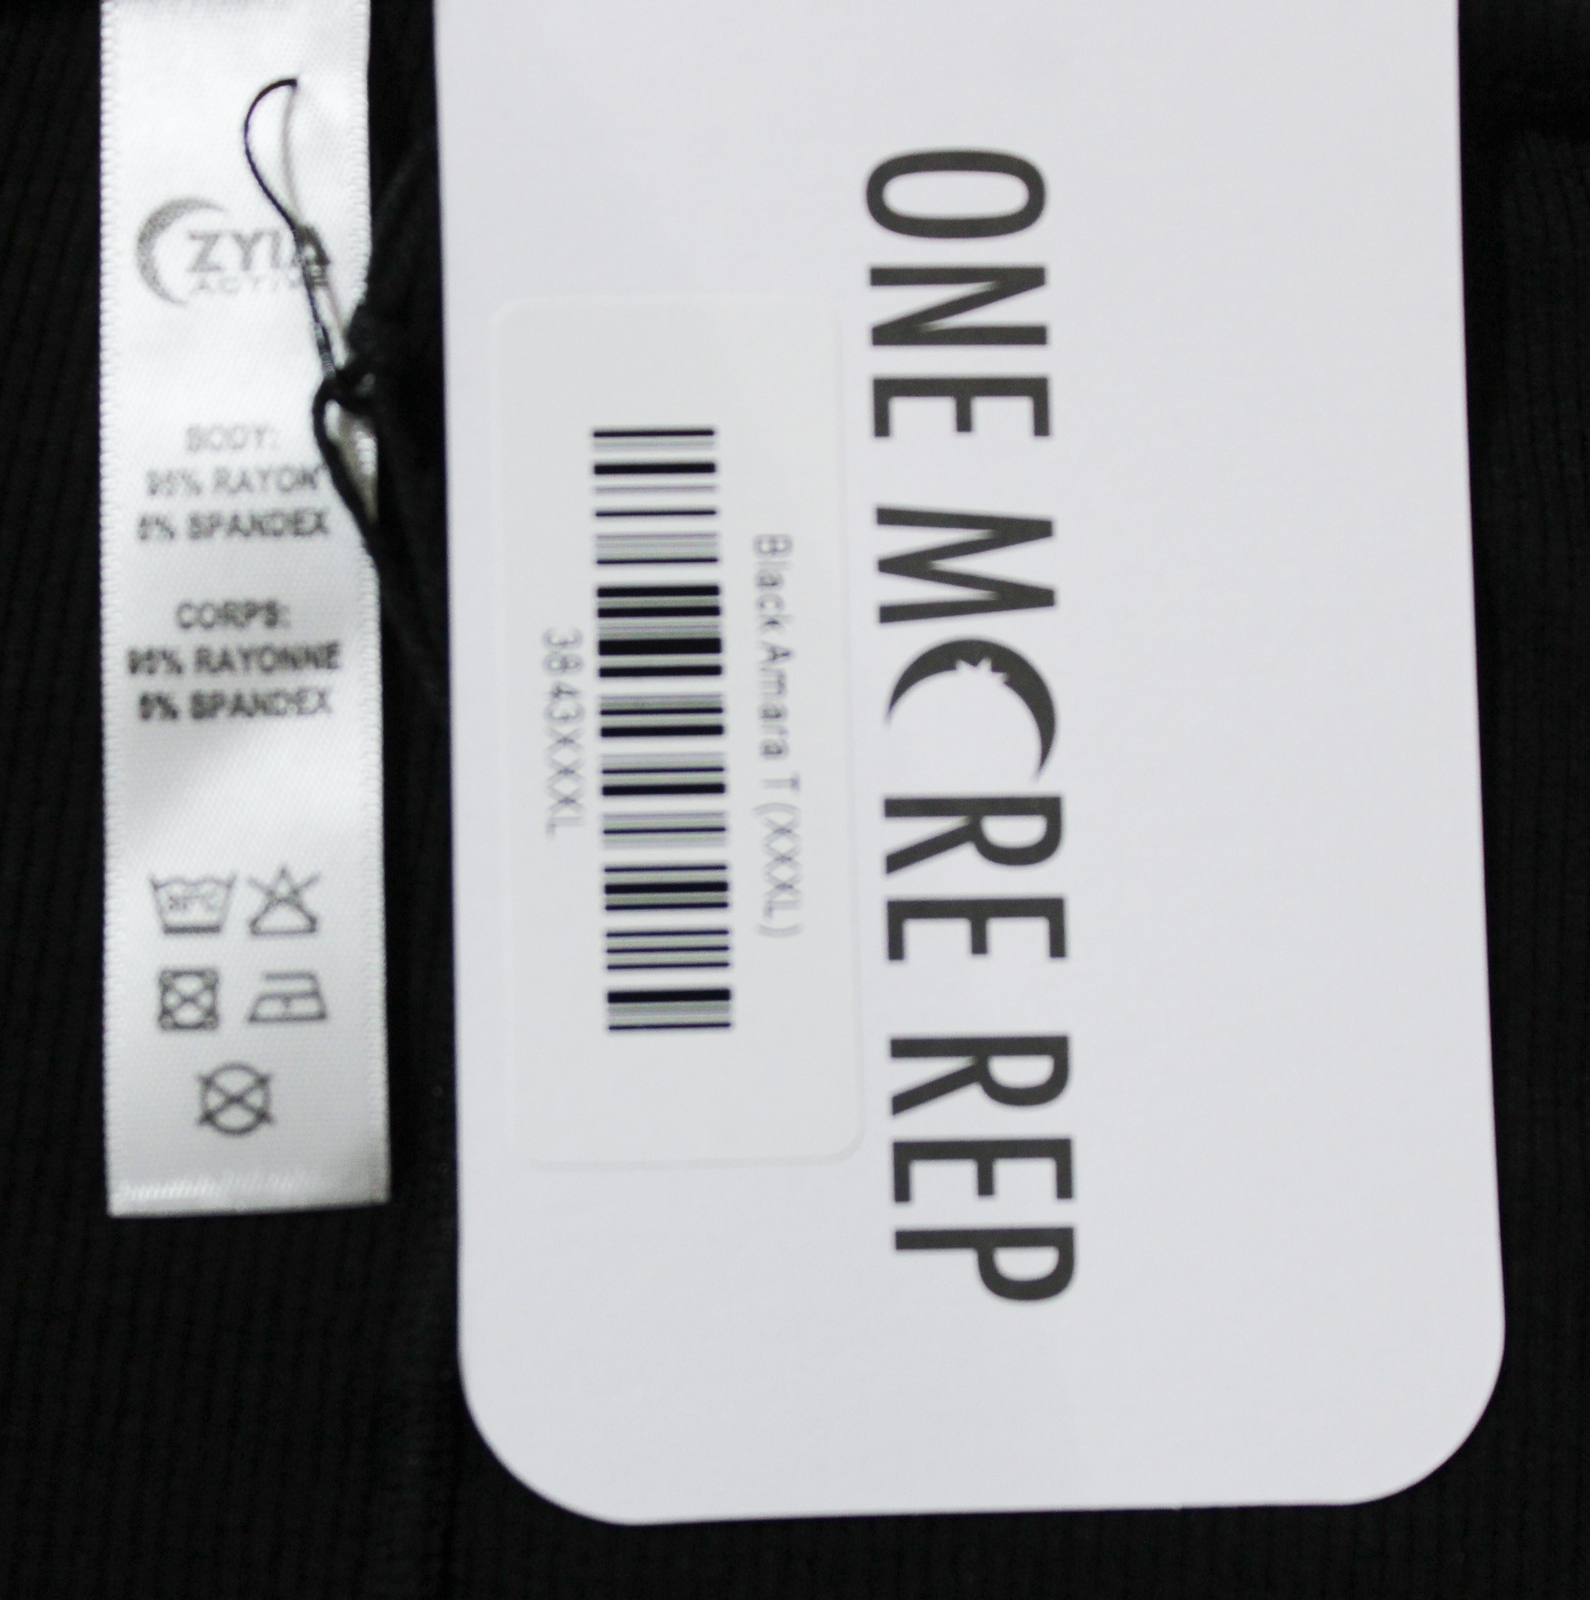 ZYIA
ACTIVE
BODY:
95% RAYON
5% SPANDEX
CORPS:
95% RAYONNE
5% SPANDEX
30°C
ONE MORE REP
Black Amara T (XXXL)
3843XXXL